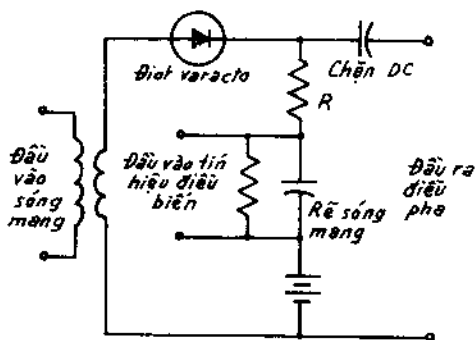 Điot varacto
Chặn DC
R
Đầu
vào
sóng
mang
Đầu vào tín
hiệu điều
biến
Rẽ sóng
mang
Đầu ra
điều
pha